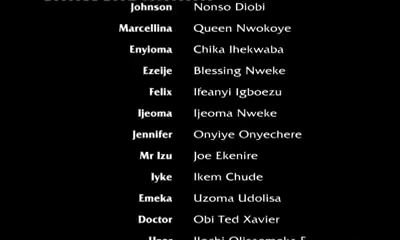 Johnson Nonso Diobi
Marcellina Queen Nwokoye
Enyioma Chika Ihekwaba
Ezeije Blessing Nweke
Felix Ifeanyi Igboezu
Ijeoma Ijeoma Nweke
Jennifer Onyiye Onyechere
Mr Izu Joe Ekenire
Iyke Ikem Chude
Emeka Uzoma Udolisa
Doctor Obi Ted Xavier